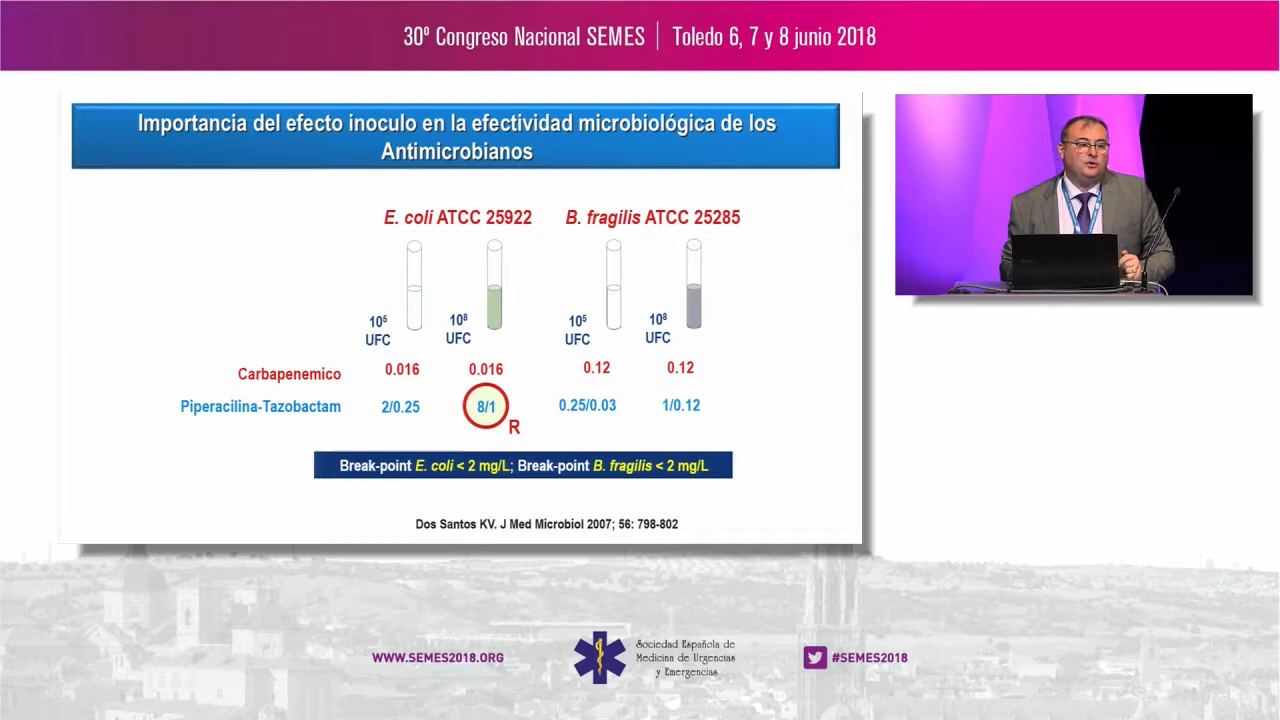 30º Congreso Nacional SEMES | Toledo 6, 7 y 8 junio 2018
Importancia del efecto inoculo en la efectividad microbiológica de los
Antimicrobianos
E. coli ATCC 25922
B. fragilis ATCC 25285
10⁵
UFC
10⁸
UFC
10⁵
UFC
10⁸
UFC
Carbapenemico 0.016 0.016 0.12 0.12
Piperacilina-Tazobactam 2/0.25 8/1 0.25/0.03 1/0.12
R
Break-point E. coli < 2 mg/L; Break-point B. fragilis < 2 mg/L
Dos Santos KV. J Med Microbiol 2007; 56: 798-802
WWW.SEMES2018.ORG
Sociedad Española de
Medicina de Urgencias
y Emergencias
#SEMES2018